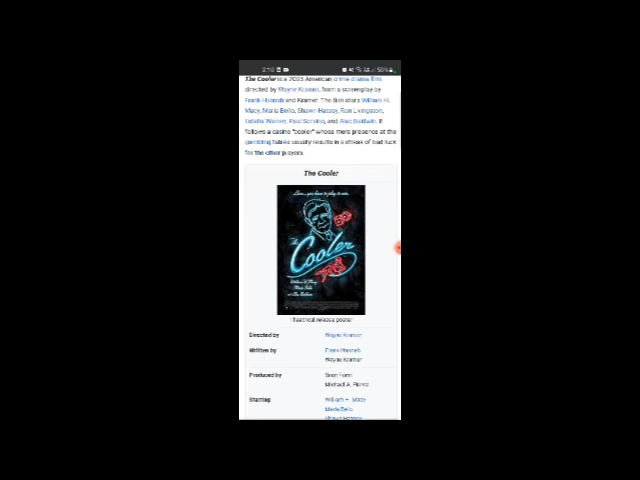 The Cooler is a 2003 American crime drama film
directed by Wayne Kramer, from a screenplay by
Frank Hannah and Kramer. The film stars William H.
Macy, Maria Bello, Shawn Hatosy, Ron Livingston,
Estella Warren, Paul Sorvino, and Alec Baldwin. It
follows a casino "cooler" whose mere presence at the
gambling tables usually results in a streak of bad luck
for the other players.
The Cooler
The
Cooler
Theatrical release poster
Directed by
Wayne Kramer
Written by
Frank Hannah
Wayne Kramer
Produced by
Sean Furst
Michael A. Pierce
Starring
William H. Macy
Maria Bello
Shawn Hatosy